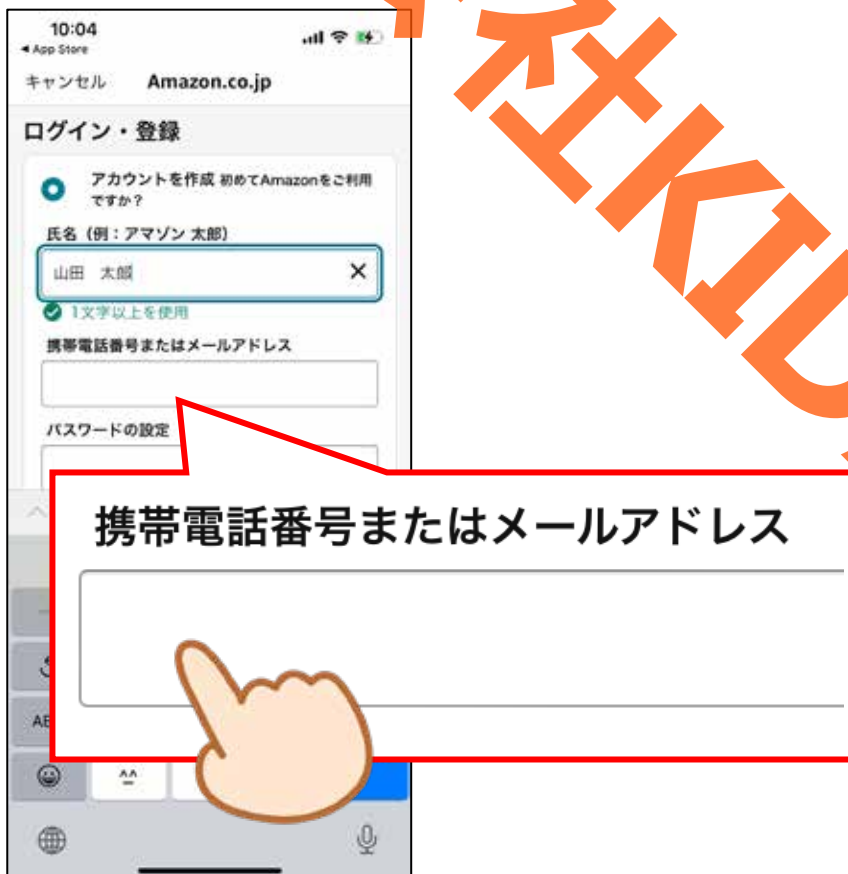 10:04
◀ App Store
キャンセル Amazon.co.jp
ログイン・登録
アカウントを作成 初めてAmazonをご利用
ですか?
氏名 (例:アマゾン 太郎)
山田 太郎
1文字以上を使用
携帯電話番号またはメールアドレス
パスワードの設定
携帯電話番号またはメールアドレス
^^
社KID